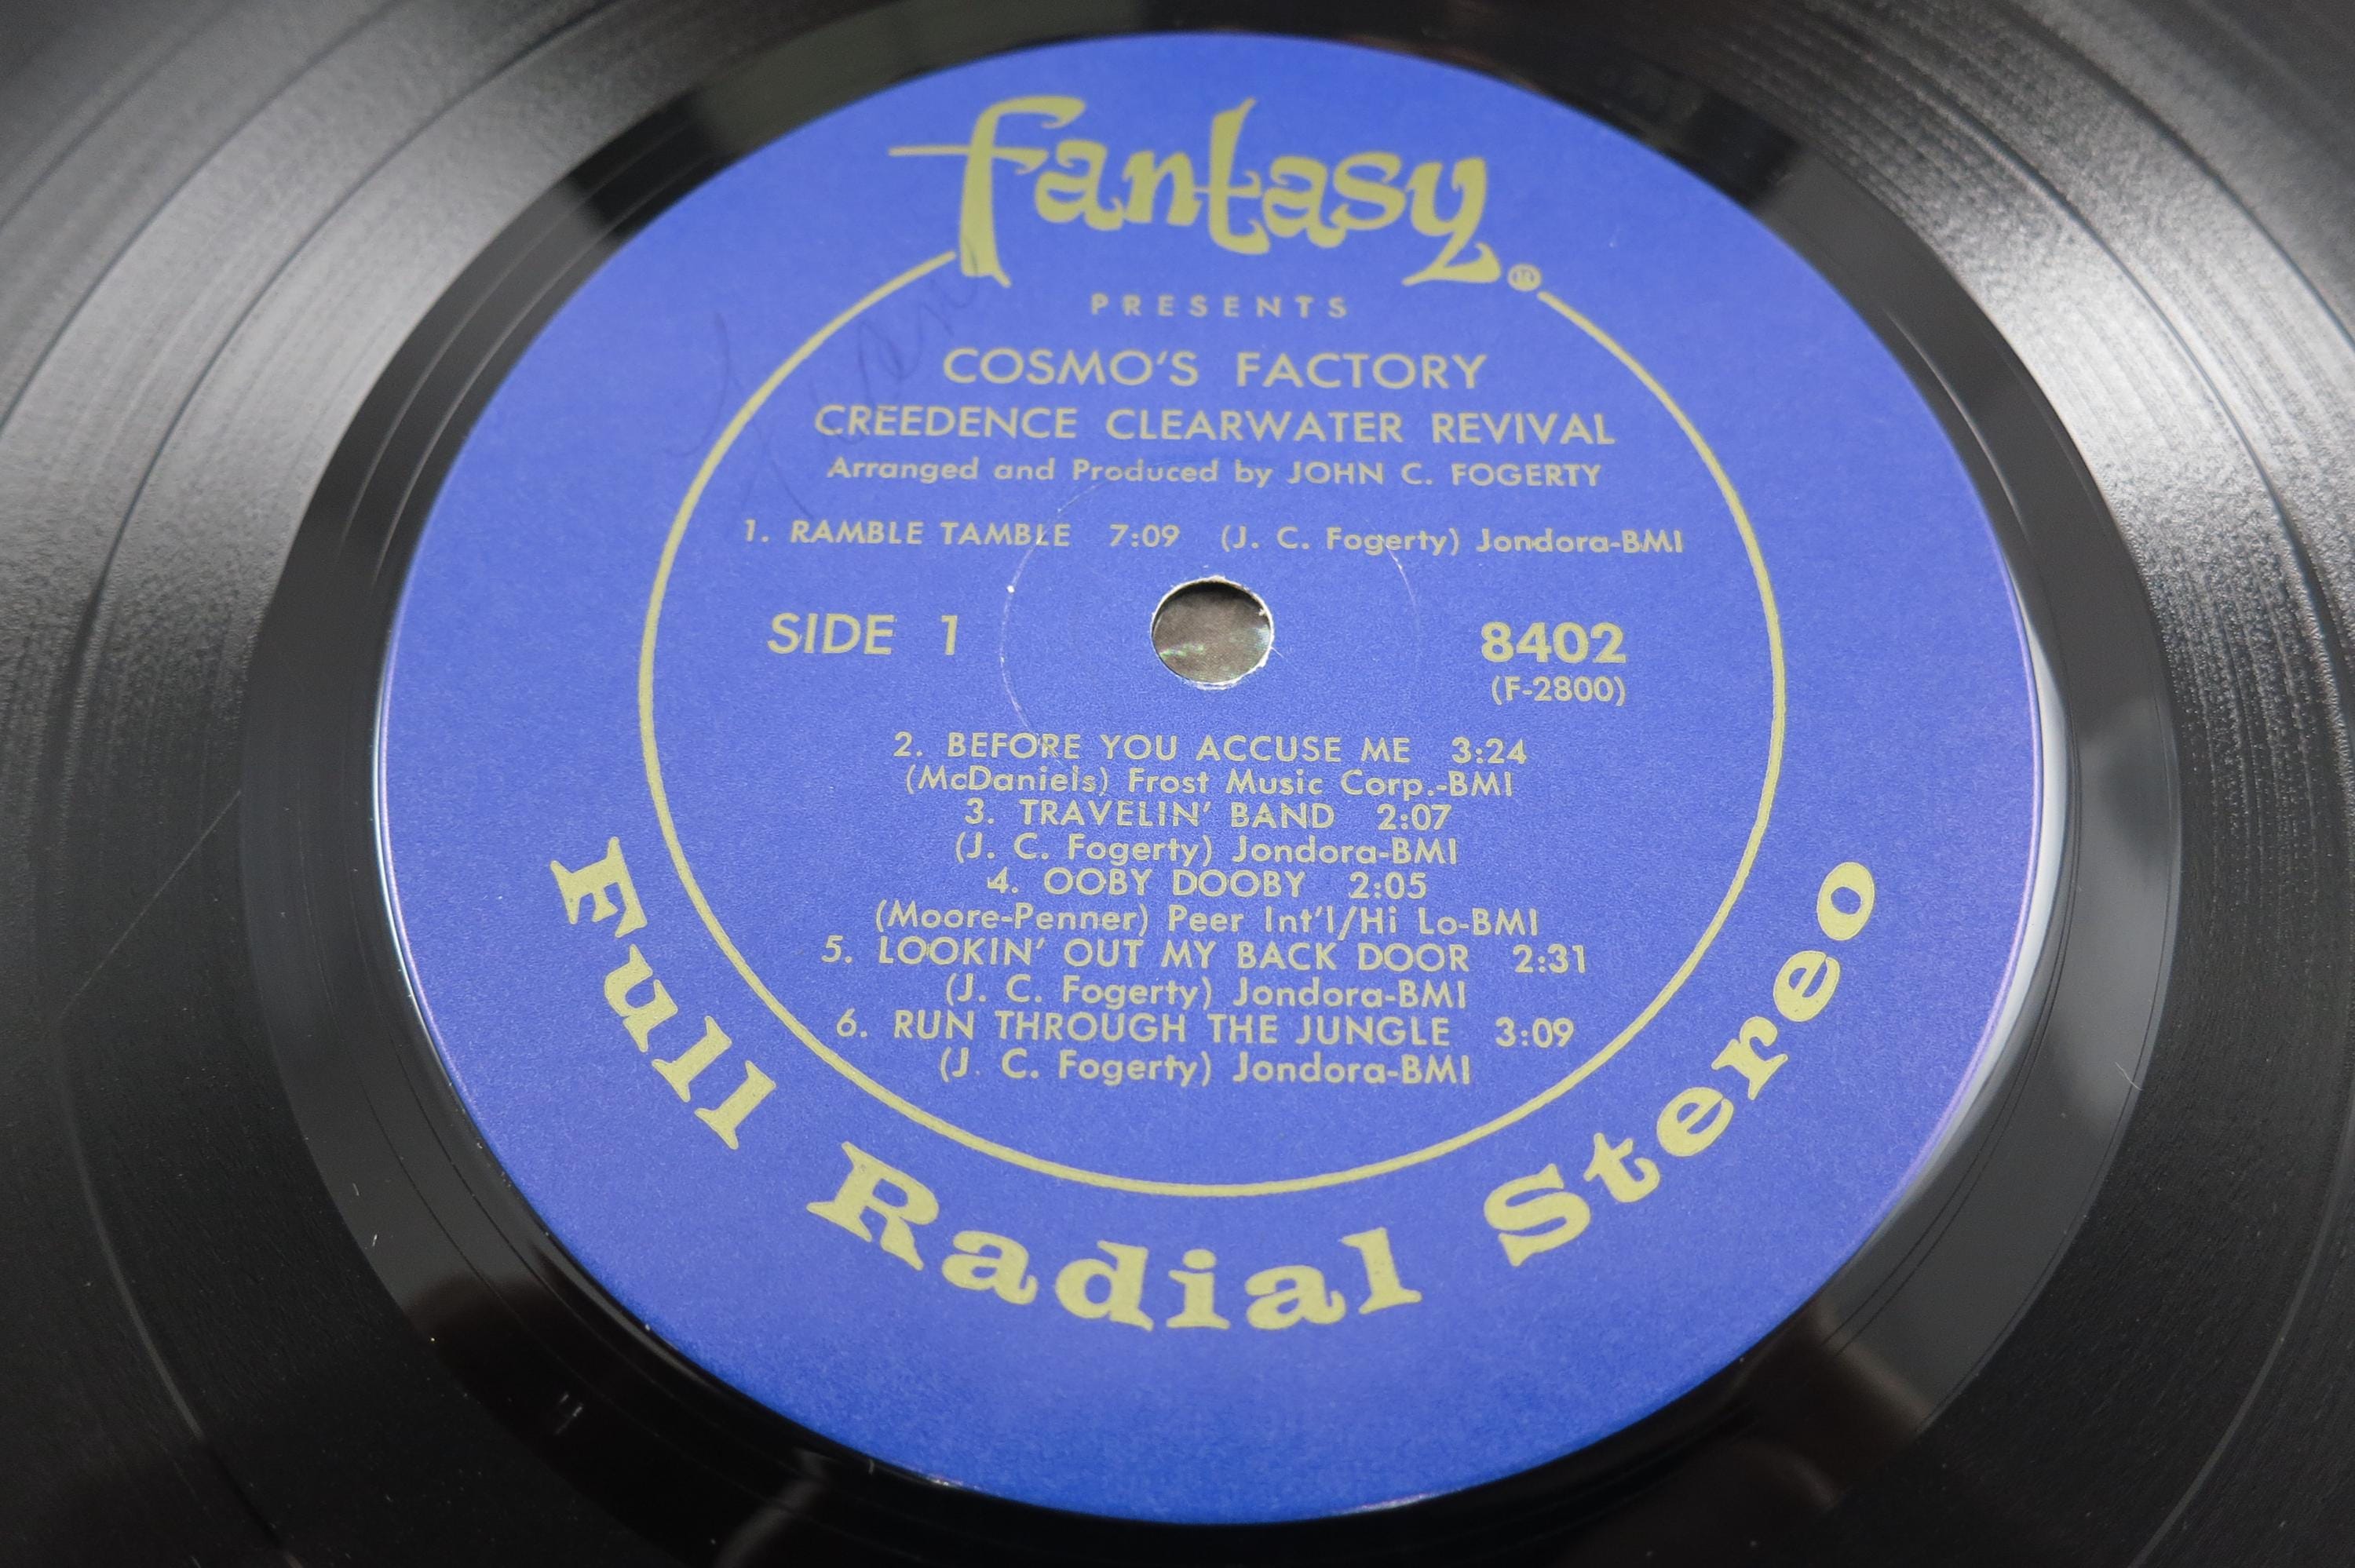 fantasy®
PRESENTS
COSMO'S FACTORY
CREEDENCE CLEARWATER REVIVAL
Arranged and Produced by JOHN C. FOGERTY
1. RAMBLE TAMBLE 7:09 (J. C. Fogerty) Jondora-BMI
SIDE 1
8402
(F-2800)
2. BEFORE YOU ACCUSE ME 3:24
(McDaniels) Frost Music Corp.-BMI
3. TRAVELIN' BAND 2:07
(J. C. Fogerty) Jondora-BMI
4. OOBY DOOBY 2:05
(Moore-Penner) Peer Int'l/Hi Lo-BMI
5. LOOKIN' OUT MY BACK DOOR 2:31
(J. C. Fogerty) Jondora-BMI
6. RUN THROUGH THE JUNGLE 3:09
(J. C. Fogerty) Jondora-BMI
Full Radial Stereo